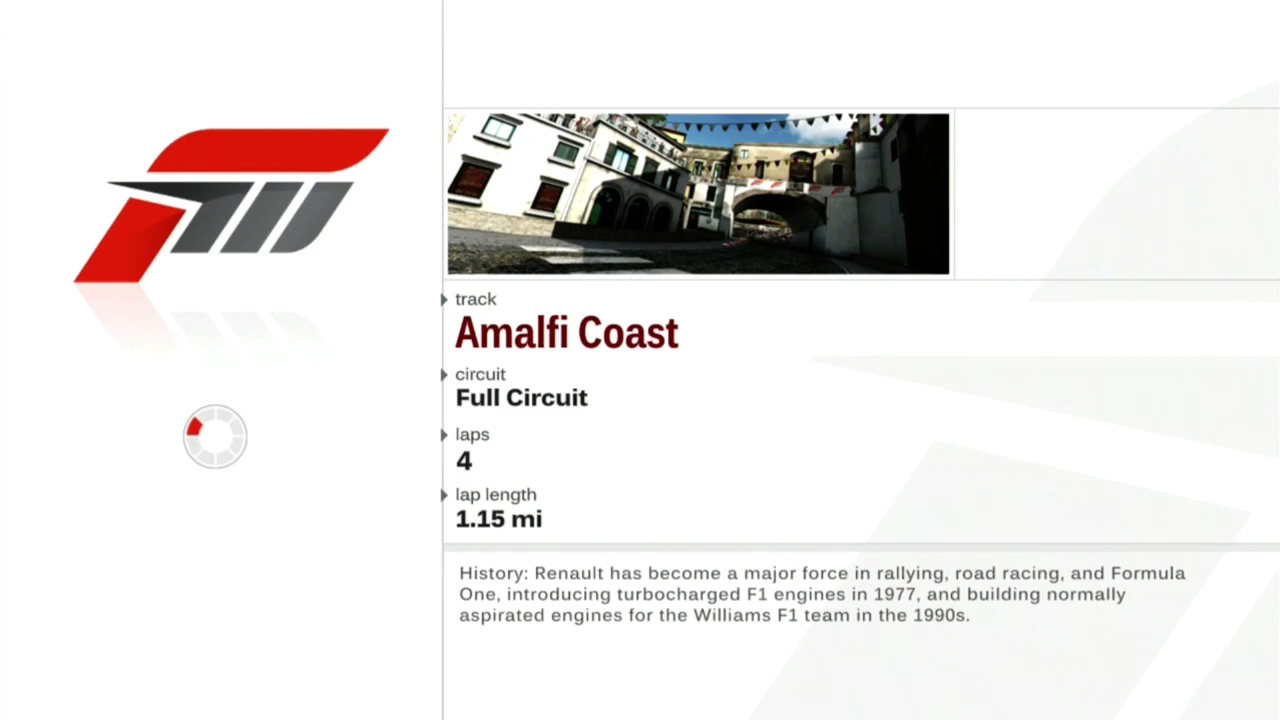 track
Amalfi Coast
circuit
Full Circuit
laps
4
lap length
1.15 mi
History: Renault has become a major force in rallying, road racing, and Formula
One, introducing turbocharged F1 engines in 1977, and building normally
aspirated engines for the Williams F1 team in the 1990s.